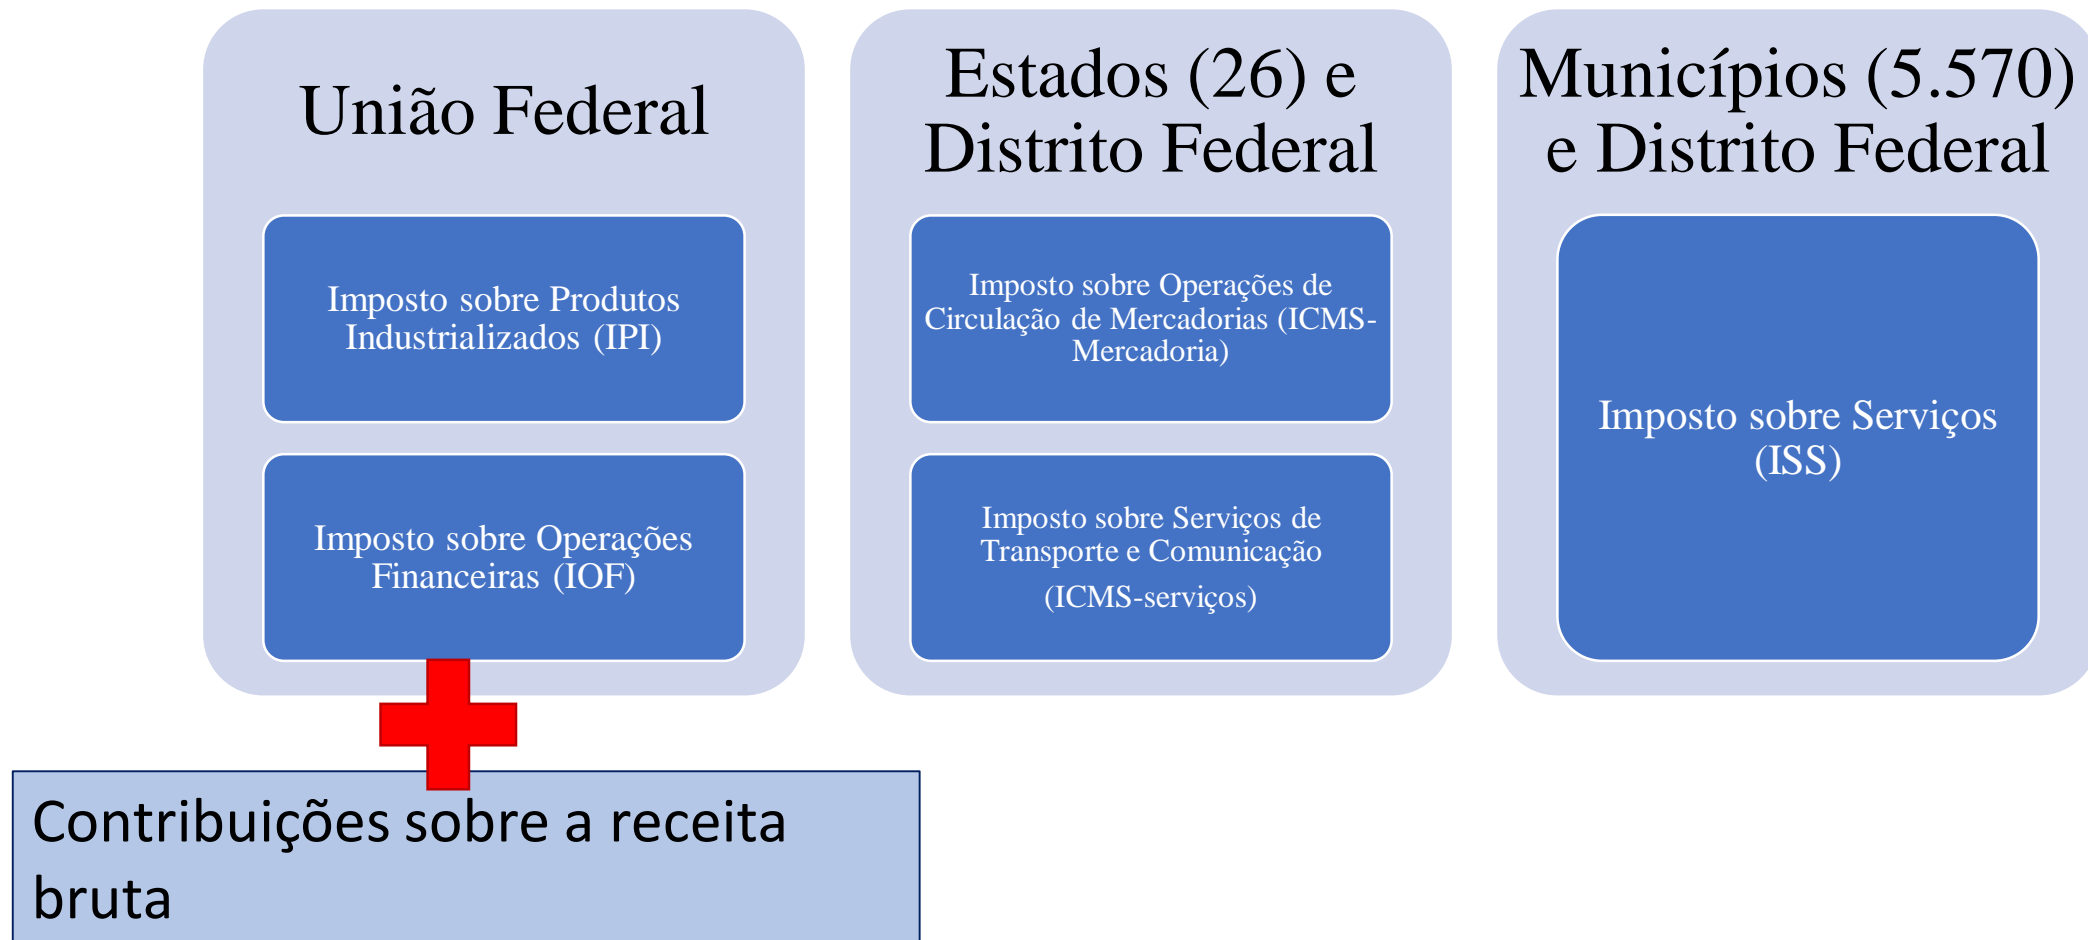 União Federal
Imposto sobre Produtos
Industrializados (IPI)
Imposto sobre Operações
Financeiras (IOF)
Estados (26) e
Distrito Federal
Imposto sobre Operações de
Circulação de Mercadorias (ICMS-
Mercadoria)
Imposto sobre Serviços de
Transporte e Comunicação
(ICMS-serviços)
Municípios (5.570)
e Distrito Federal
Imposto sobre Serviços
(ISS)
Contribuições sobre a receita
bruta